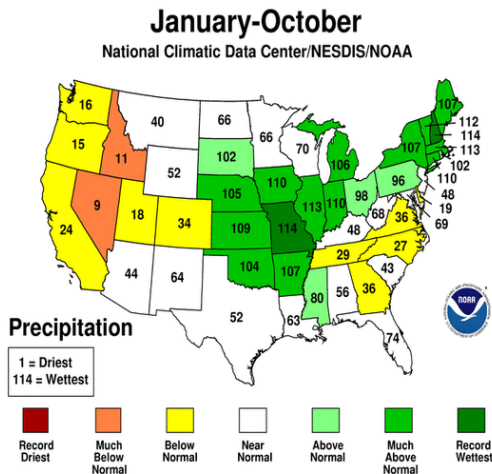 January-October
National Climatic Data Center/NESDIS/NOAA
16
40
66
66
70
107
112
114
113
102
110
48
19
69
15
11
52
102
106
107
24
9
18
34
105
110
113
110
98
96
68
36
48
109
114
29
27
44
64
104
107
80
56
36
43
52
63
74
NOAA
Precipitation
1 = Driest
114 = Wettest
Record
Driest
Much
Below
Normal
Below
Normal
Near
Normal
Above
Normal
Much
Above
Normal
Record
Wettest